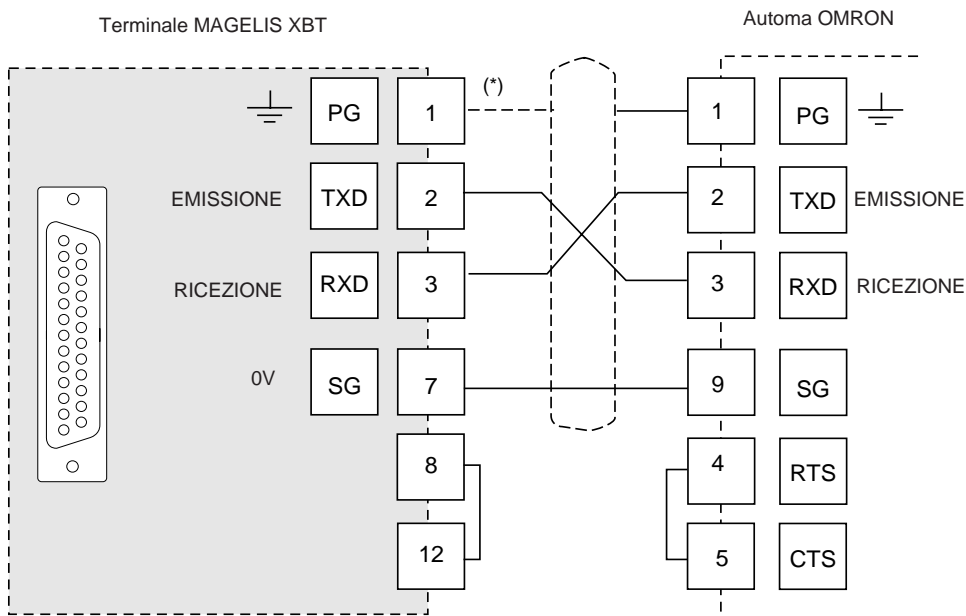 Terminale MAGELIS XBT
Automa OMRON
(*)
PG 1 1 PG
EMISSIONE TXD 2 2 TXD EMISSIONE
RICEZIONE RXD 3 3 RXD RICEZIONE
0V SG 7 9 SG
8 4 RTS
12 5 CTS